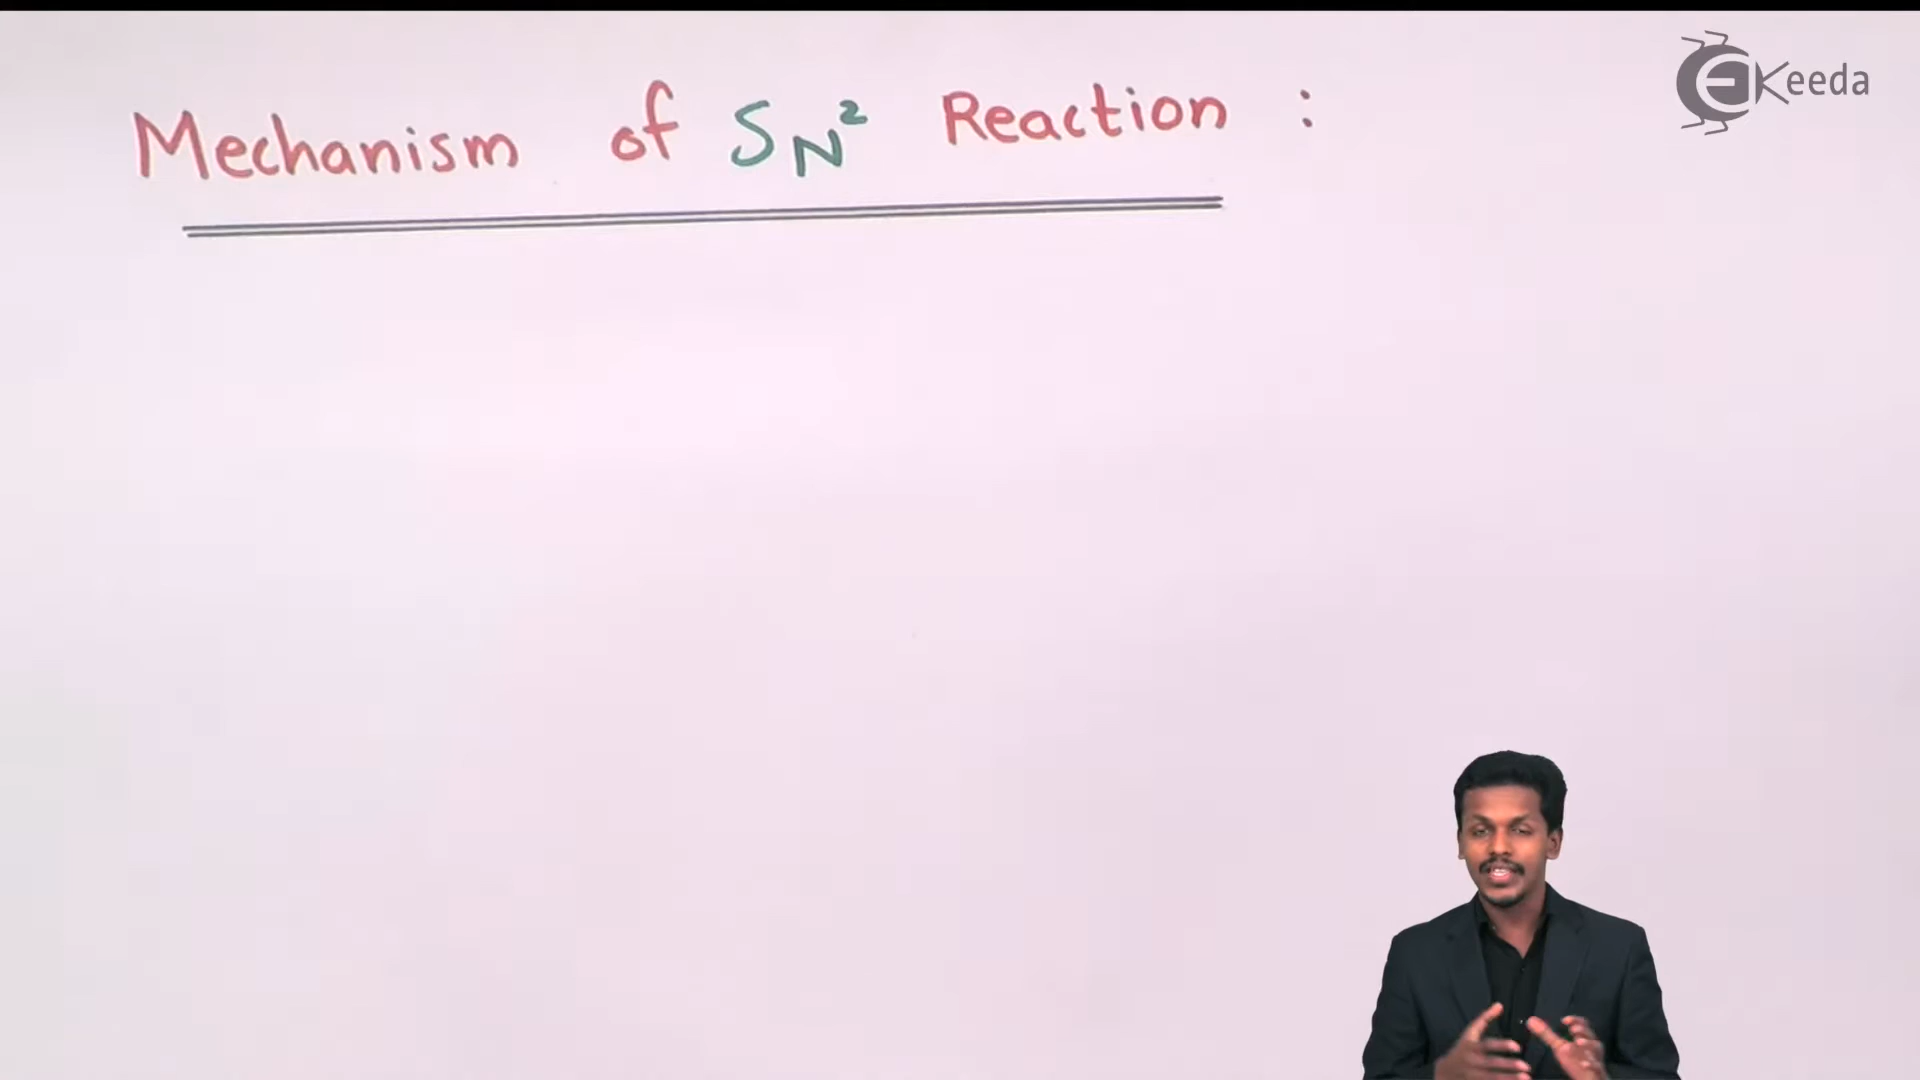 Mechanism of SN² Reaction :
EKeeda